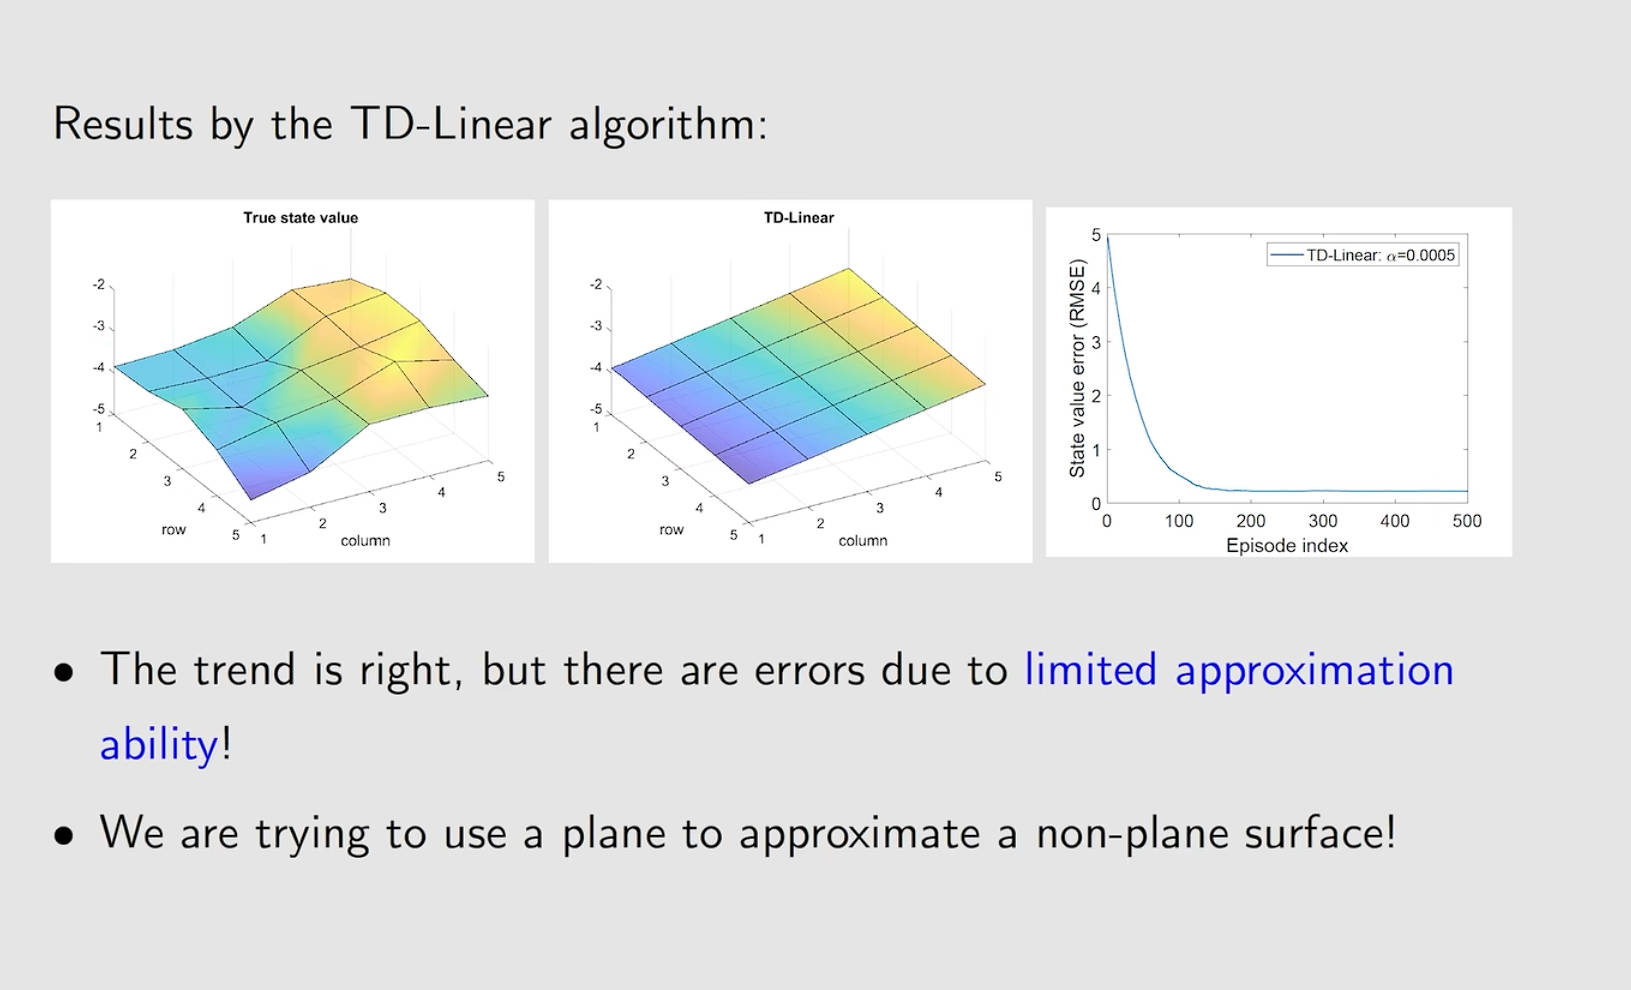 Results by the TD-Linear algorithm:
True state value
-2
-3
-4
-5
1
2
3
4
5
row
1
2
3
4
5
column
TD-Linear
-2
-3
-4
-5
1
2
3
4
5
row
1
2
3
4
5
column
TD-Linear: α=0.0005
State value error (RMSE)
5
4
3
2
1
0
0 100 200 300 400 500
Episode index
• The trend is right, but there are errors due to limited approximation
ability!
• We are trying to use a plane to approximate a non-plane surface!